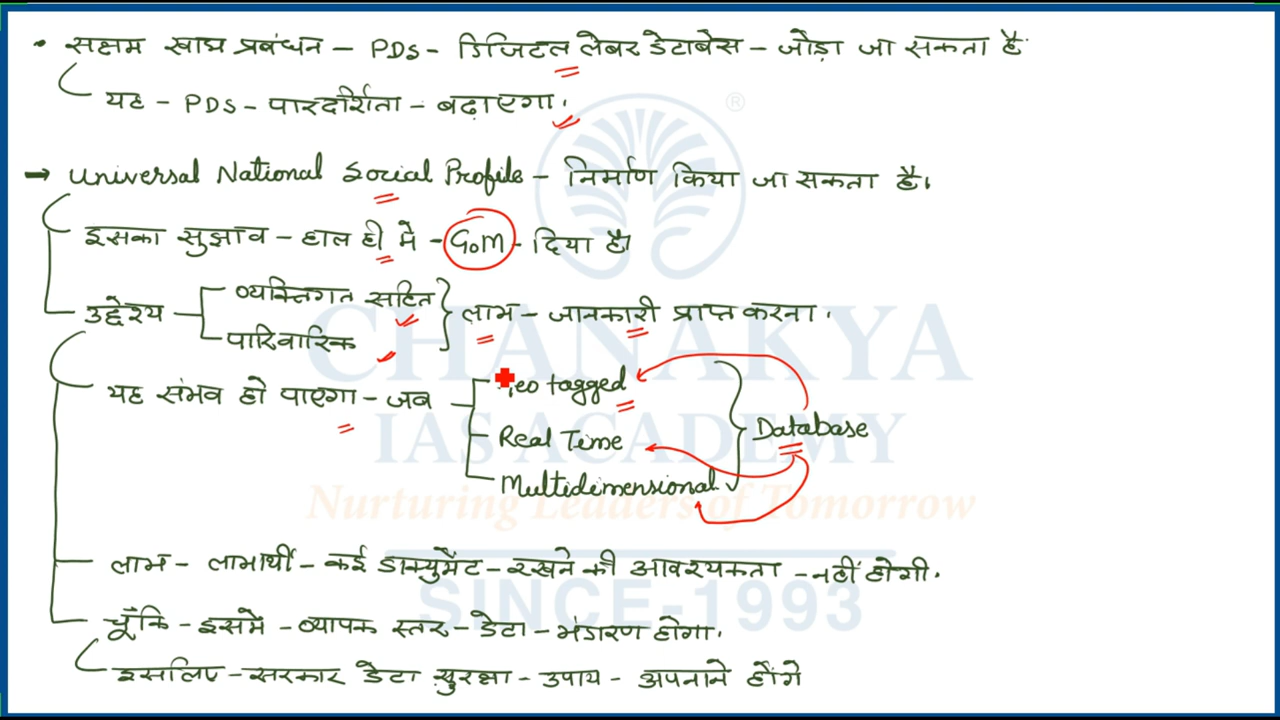 • सक्षम खाद्य प्रबंधन – PDS – डिजिटल लेबर डेटाबेस – जोड़ा जा सकता है
यह – PDS – पारदर्शिता – बढ़ाएगा.
→ Universal National Social Profile – निर्माण किया जा सकता है।
इसका सुझाव – हाल ही मे – GoM – दिया है।
उद्देश्य
व्यक्तिगत सहित
पारिवारिक
लाभ – जानकारी प्राप्त करना.
यह संभव हो पाएगा – जब
Geo tagged
Real Time
Multidimensional
Database
लाभ – लाभार्थी – कई डाक्युमेंट – रखने की आवश्यकता – नहीं होगी.
चूँकि – इसमें – व्यापक स्तर – डेटा – भंडारण होगा.
इसलिए – सरकार डेटा सुरक्षा – उपाय – अपनाने होंगे
®
CHANAKYA
IAS ACADEMY
Nurturing Leaders of Tomorrow
SINCE-1993